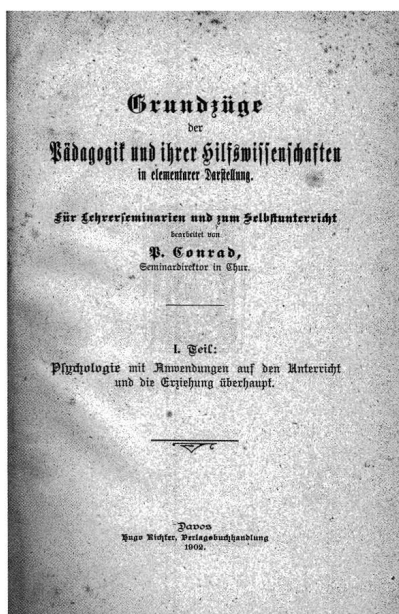 Grundzüge
der
Pädagogik und ihrer Hilfswissenschaften
in elementarer Darstellung.
Für Lehrerseminarien und zum Selbstunterricht
bearbeitet von
P. Conrad,
Seminardirektor in Chur.
I. Teil:
Psychologie mit Anwendungen auf den Unterricht
und die Erziehung überhaupt.
Davos
Hugo Richter, Verlagsbuchhandlung
1902.